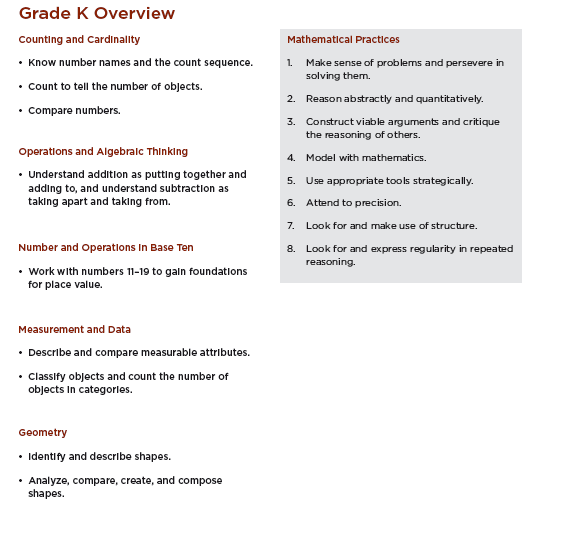 Grade K Overview
Counting and Cardinality
• Know number names and the count sequence.
• Count to tell the number of objects.
• Compare numbers.
Operations and Algebraic Thinking
• Understand addition as putting together and
adding to, and understand subtraction as
taking apart and taking from.
Number and Operations in Base Ten
• Work with numbers 11–19 to gain foundations
for place value.
Measurement and Data
• Describe and compare measurable attributes.
• Classify objects and count the number of
objects in categories.
Geometry
• Identify and describe shapes.
• Analyze, compare, create, and compose
shapes.
Mathematical Practices
1. Make sense of problems and persevere in
solving them.
2. Reason abstractly and quantitatively.
3. Construct viable arguments and critique
the reasoning of others.
4. Model with mathematics.
5. Use appropriate tools strategically.
6. Attend to precision.
7. Look for and make use of structure.
8. Look for and express regularity in repeated
reasoning.